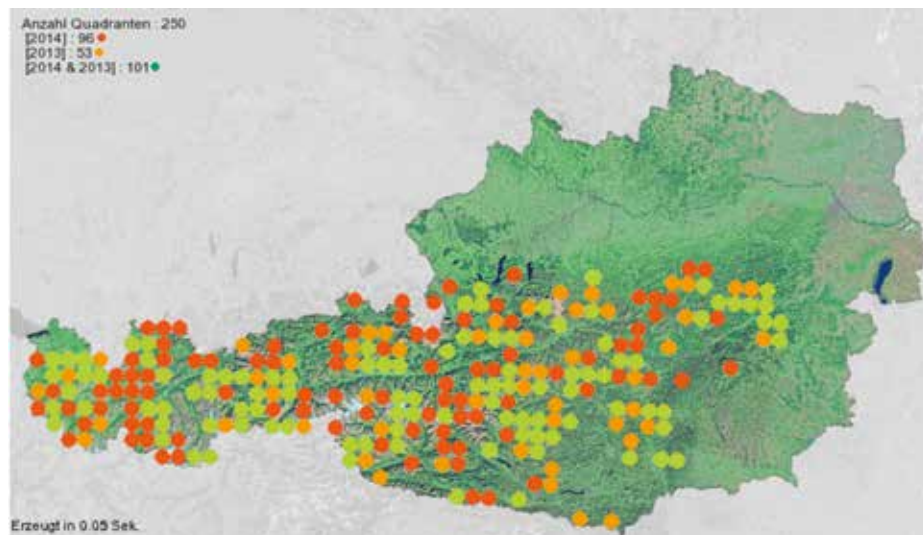 Anzahl Quadranten : 250
[2014] : 96
[2013] : 53
[2014 & 2013] : 101
Erzeugt in 0.05 Sek.